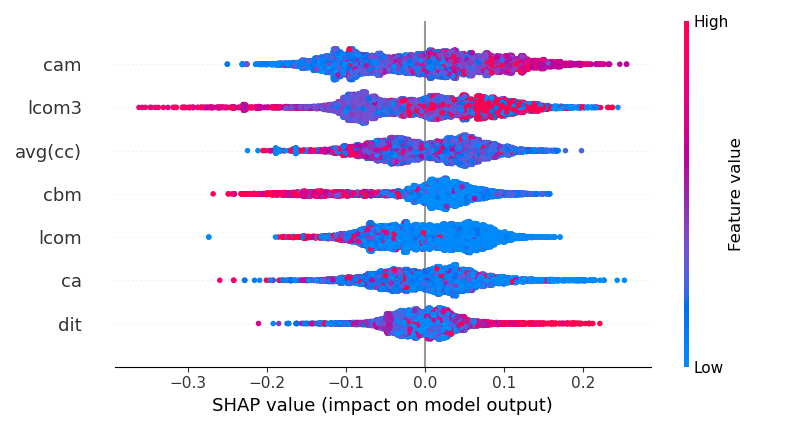 High
cam
lcom3
avg(cc)
cbm
lcom
ca
dit
Feature value
Low
−0.3 −0.2 −0.1 0.0 0.1 0.2
SHAP value (impact on model output)